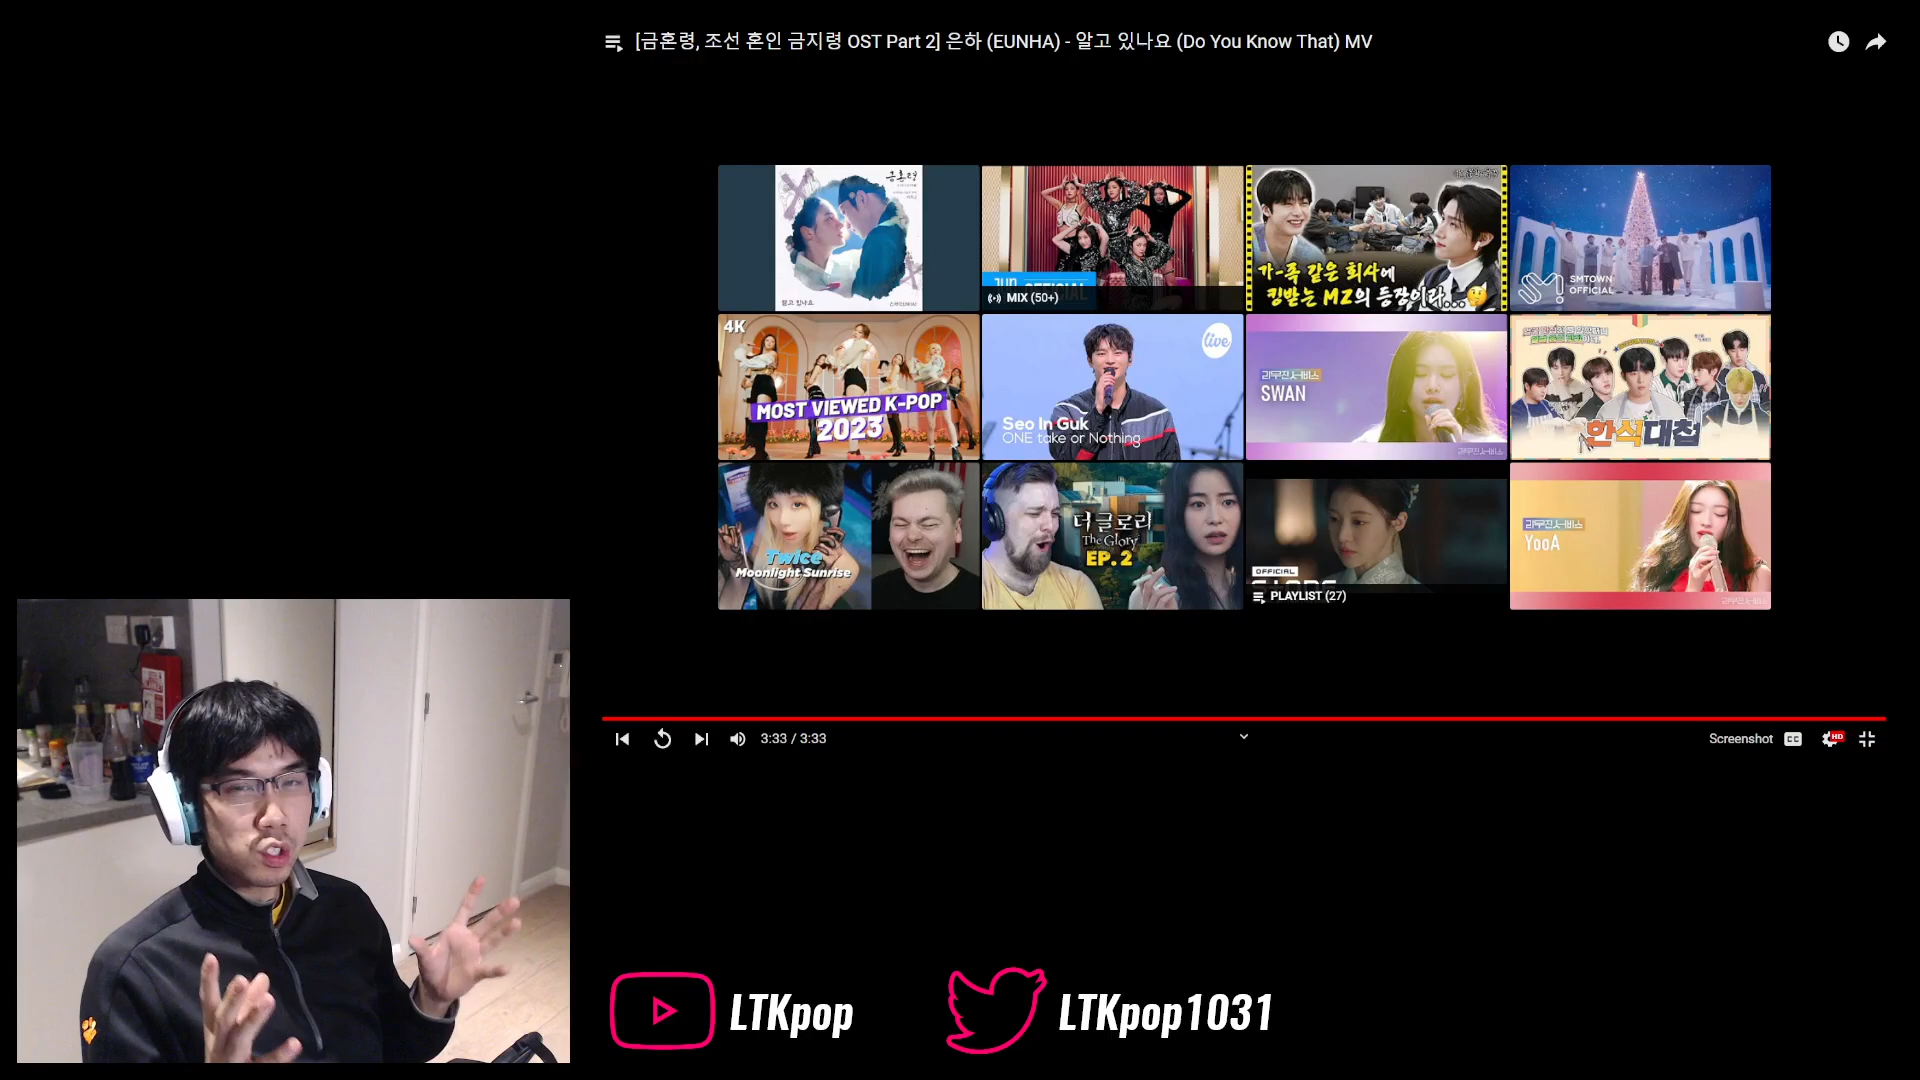 [금혼령, 조선 혼인 금지령 OST Part 2] 은하 (EUNHA) - 알고 있나요 (Do You Know That) MV
금혼령
MIX (50+)
가-족 같은 회사에
킹받는 MZ의 등장이라...
SMTOWN
OFFICIAL
4K
MOST VIEWED K-POP
2023
live
Seo In Guk
ONE take or Nothing
리무진서비스
SWAN
한식대첩
Twice
Moonlight Sunrise
더 글로리
The Glory
EP. 2
OFFICIAL
PLAYLIST (27)
리무진서비스
YooA
3:33 / 3:33
Screenshot
CC
HD
LTKpop
LTKpop1031